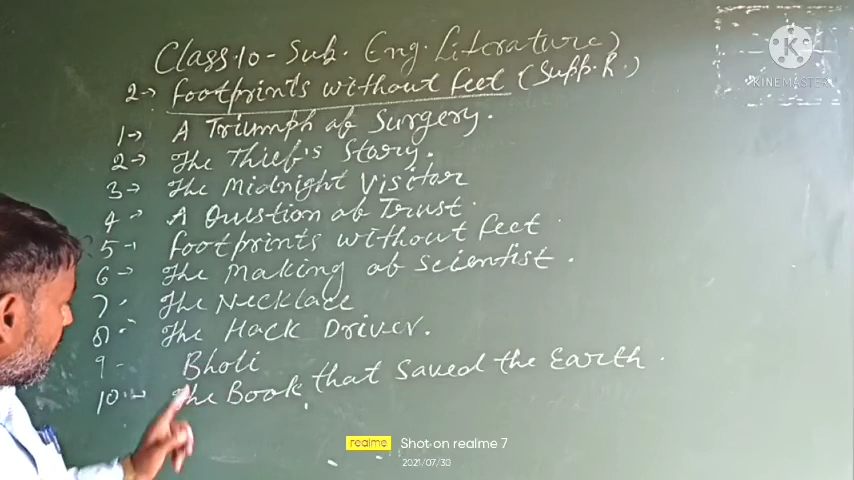 Class.10 - Sub. Eng. Literature)
2→ Footprints without feet (Supp. R.)
1→ A Triumph of Surgery.
2→ The Thief's Story.
3→ The Midnight Visitor
4→ A Question of Trust.
5→ Footprints without feet.
6→ The Making of Scientist.
7. The Necklace
8. The Hack Driver.
9- Bholi
10.→ The Book that Saved the Earth.
K
KINEMASTER
realme Shot on realme 7
2021/07/30